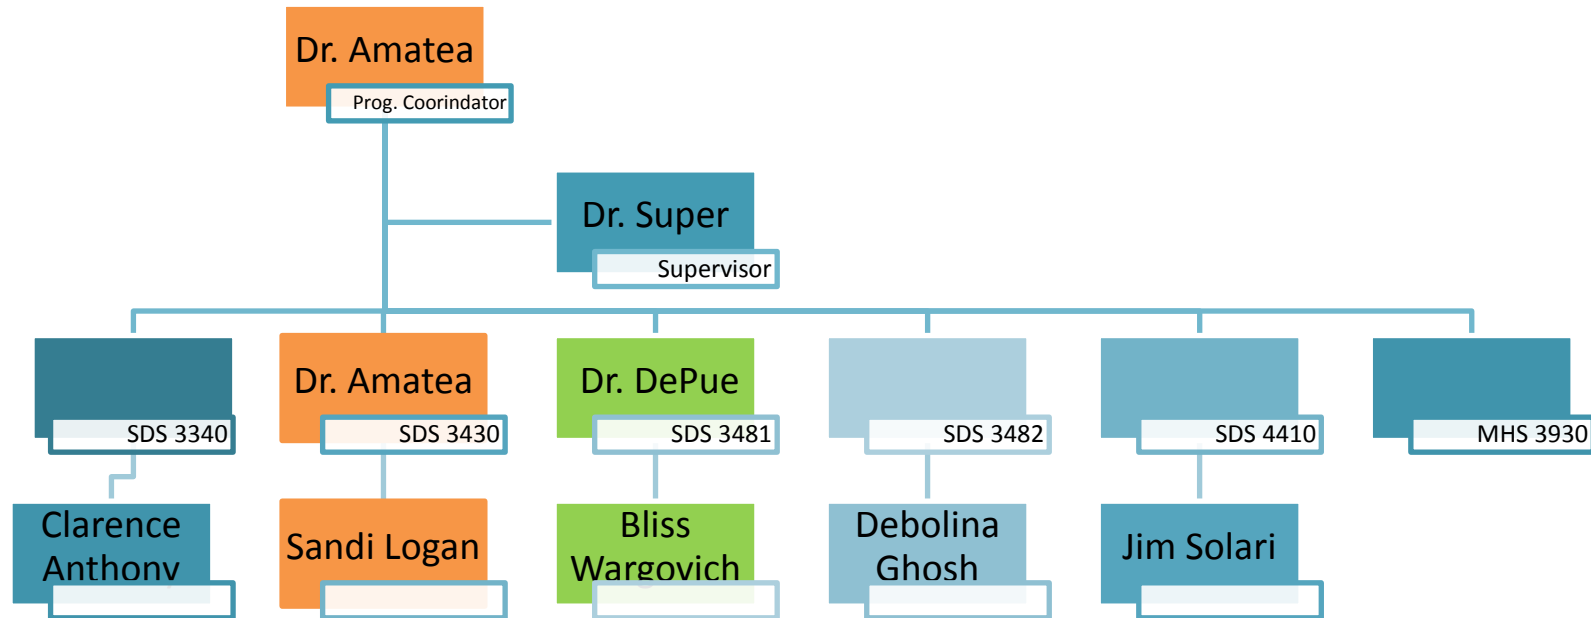 Dr. Amatea
Prog. Coorindator
Dr. Super
Supervisor
SDS 3340
Dr. Amatea
SDS 3430
Dr. DePue
SDS 3481
SDS 3482
SDS 4410
MHS 3930
Clarence
Anthony
Sandi Logan
Bliss
Wargovich
Debolina
Ghosh
Jim Solari